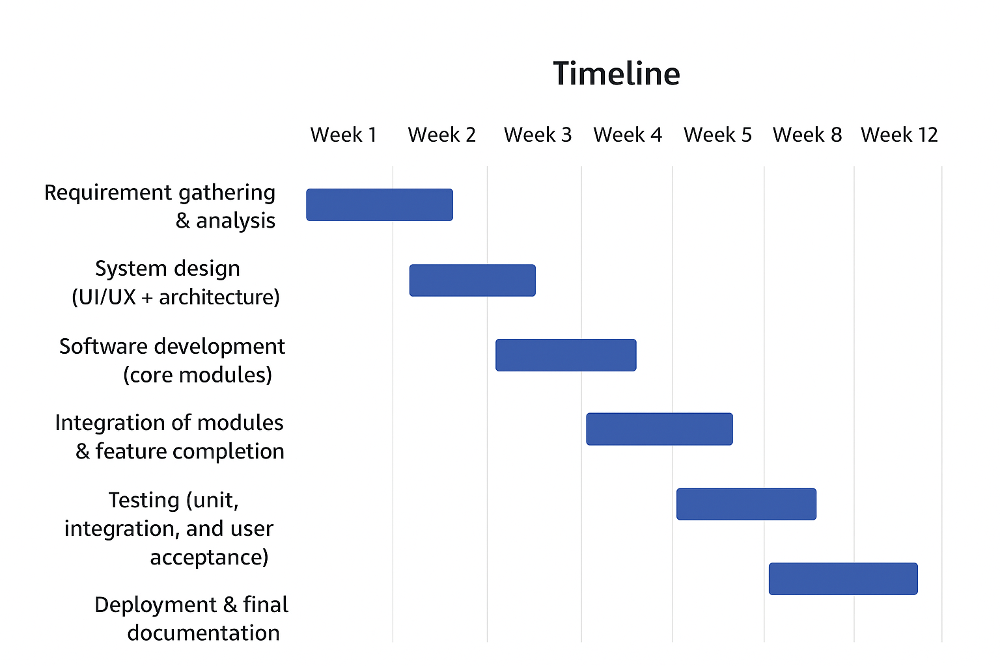 Timeline
Week 1 Week 2 Week 3 Week 4 Week 5 Week 8 Week 12
Requirement gathering
& analysis
System design
(UI/UX + architecture)
Software development
(core modules)
Integration of modules
& feature completion
Testing (unit,
integration, and user
acceptance)
Deployment & final
documentation